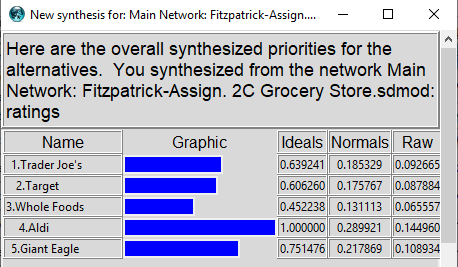 New synthesis for: Main Network: Fitzpatrick-Assign....
Here are the overall synthesized priorities for the
alternatives.  You synthesized from the network Main
Network: Fitzpatrick-Assign. 2C Grocery Store.sdmod:
ratings
Name Graphic Ideals Normals Raw
1.Trader Joe's 0.639241 0.185329 0.092665
2.Target 0.606260 0.175767 0.087884
3.Whole Foods 0.452238 0.131113 0.065557
4.Aldi 1.000000 0.289921 0.144960
5.Giant Eagle 0.751476 0.217869 0.108934